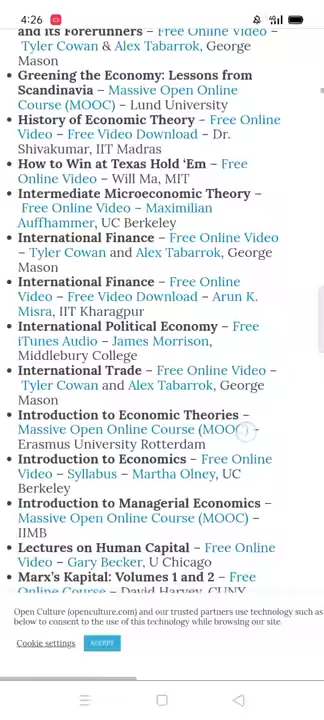 4:26
and its Forerunners – Free Online Video –
Tyler Cowan & Alex Tabarrok, George
Mason
• Greening the Economy: Lessons from
Scandinavia – Massive Open Online
Course (MOOC) – Lund University
• History of Economic Theory – Free Online
Video – Free Video Download – Dr.
Shivakumar, IIT Madras
• How to Win at Texas Hold ‘Em – Free
Online Video – Will Ma, MIT
• Intermediate Microeconomic Theory –
Free Online Video – Maximilian
Auffhammer, UC Berkeley
• International Finance – Free Online Video
– Tyler Cowan and Alex Tabarrok, George
Mason
• International Finance – Free Online
Video – Free Video Download – Arun K.
Misra, IIT Kharagpur
• International Political Economy – Free
iTunes Audio – James Morrison,
Middlebury College
• International Trade – Free Online Video –
Tyler Cowan and Alex Tabarrok, George
Mason
• Introduction to Economic Theories –
Massive Open Online Course (MOOC) –
Erasmus University Rotterdam
• Introduction to Economics – Free Online
Video – Syllabus – Martha Olney, UC
Berkeley
• Introduction to Managerial Economics –
Massive Open Online Course (MOOC) –
IIMB
• Lectures on Human Capital – Free Online
Video – Gary Becker, U Chicago
• Marx’s Kapital: Volumes 1 and 2 – Free
Online Course – David Harvey, CUNY
Open Culture (openculture.com) and our trusted partners use technology such as
below to consent to the use of this technology while browsing our site
Cookie settings
ACCEPT